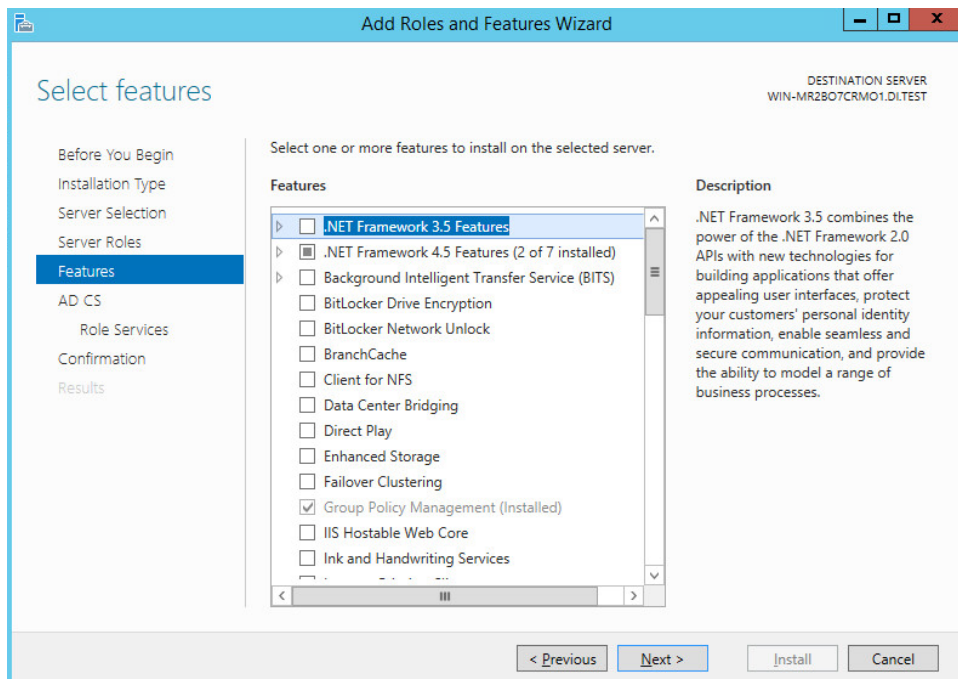 Add Roles and Features Wizard
Select features
DESTINATION SERVER
WIN-MR2BO7CRMO1.DI.TEST
Before You Begin
Installation Type
Server Selection
Server Roles
Features
AD CS
Role Services
Confirmation
Results
Select one or more features to install on the selected server.
Features
.NET Framework 3.5 Features
.NET Framework 4.5 Features (2 of 7 installed)
Background Intelligent Transfer Service (BITS)
BitLocker Drive Encryption
BitLocker Network Unlock
BranchCache
Client for NFS
Data Center Bridging
Direct Play
Enhanced Storage
Failover Clustering
Group Policy Management (Installed)
IIS Hostable Web Core
Ink and Handwriting Services
Description
.NET Framework 3.5 combines the
power of the .NET Framework 2.0
APIs with new technologies for
building applications that offer
appealing user interfaces, protect
your customers' personal identity
information, enable seamless and
secure communication, and provide
the ability to model a range of
business processes.
< Previous
Next >
Install
Cancel